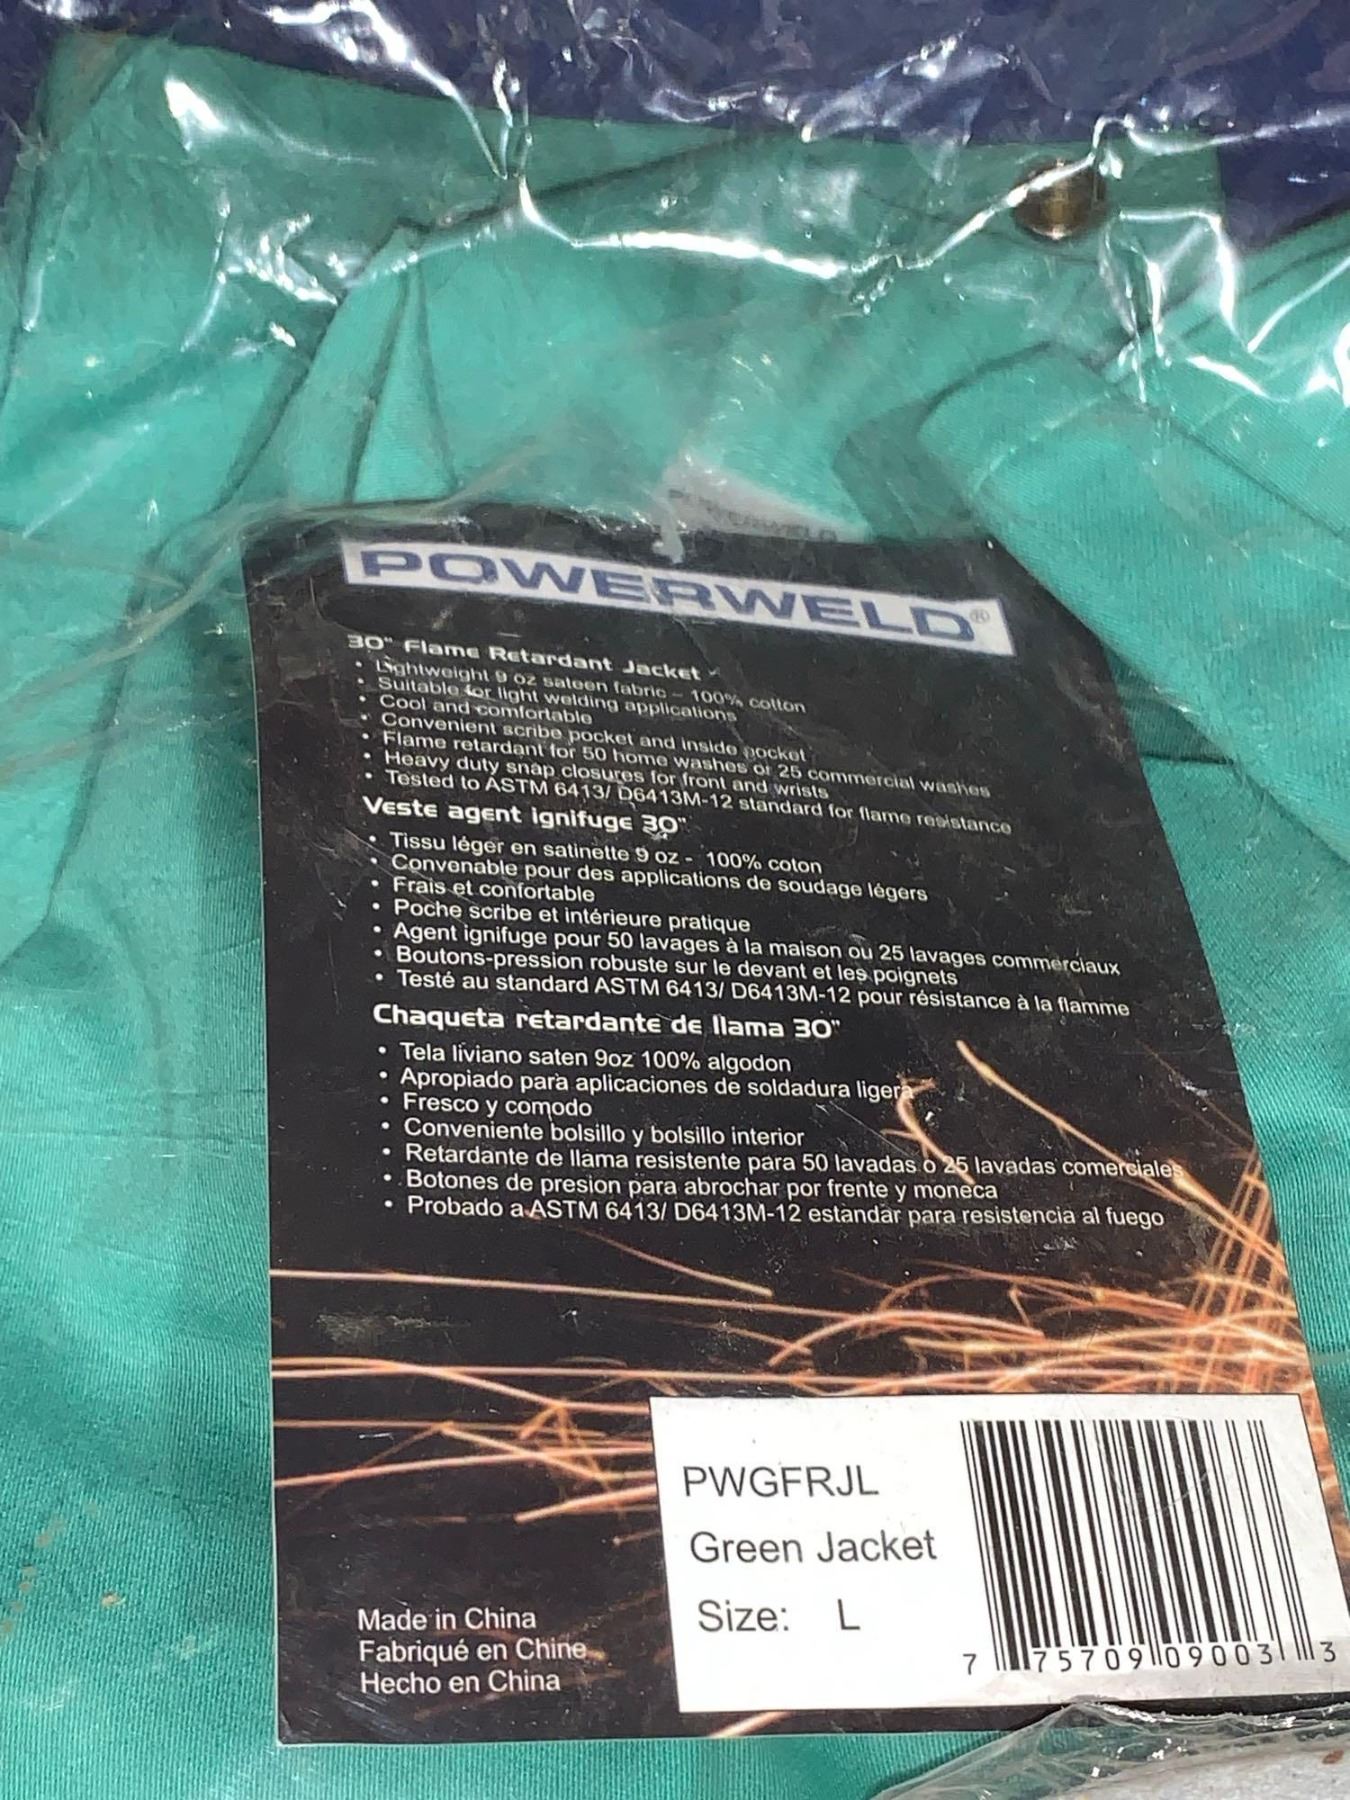 POWERWELD
POWERWELD®
30" Flame Retardant Jacket
• Lightweight 9 oz sateen fabric – 100% cotton
• Suitable for light welding applications
• Cool and comfortable
• Convenient scribe pocket and inside pocket
• Flame retardant for 50 home washes or 25 commercial washes
• Heavy duty snap closures for front and wrists
• Tested to ASTM 6413/ D6413M-12 standard for flame resistance
Veste agent ignifuge 30"
• Tissu léger en satinette 9 oz - 100% coton
• Convenable pour des applications de soudage légers
• Frais et confortable
• Poche scribe et intérieure pratique
• Agent ignifuge pour 50 lavages à la maison ou 25 lavages commerciaux
• Boutons-pression robuste sur le devant et les poignets
• Testé au standard ASTM 6413/ D6413M-12 pour résistance à la flamme
Chaqueta retardante de llama 30"
• Tela liviano saten 9oz 100% algodon
• Apropiado para aplicaciones de soldadura ligera
• Fresco y comodo
• Conveniente bolsillo y bolsillo interior
• Retardante de llama resistente para 50 lavadas o 25 lavadas comerciales
• Botones de presion para abrochar por frente y moneca
• Probado a ASTM 6413/ D6413M-12 estandar para resistencia al fuego
PWGFRJL
Green Jacket
Size: L
7 75709 09003 3
Made in China
Fabriqué en Chine
Hecho en China